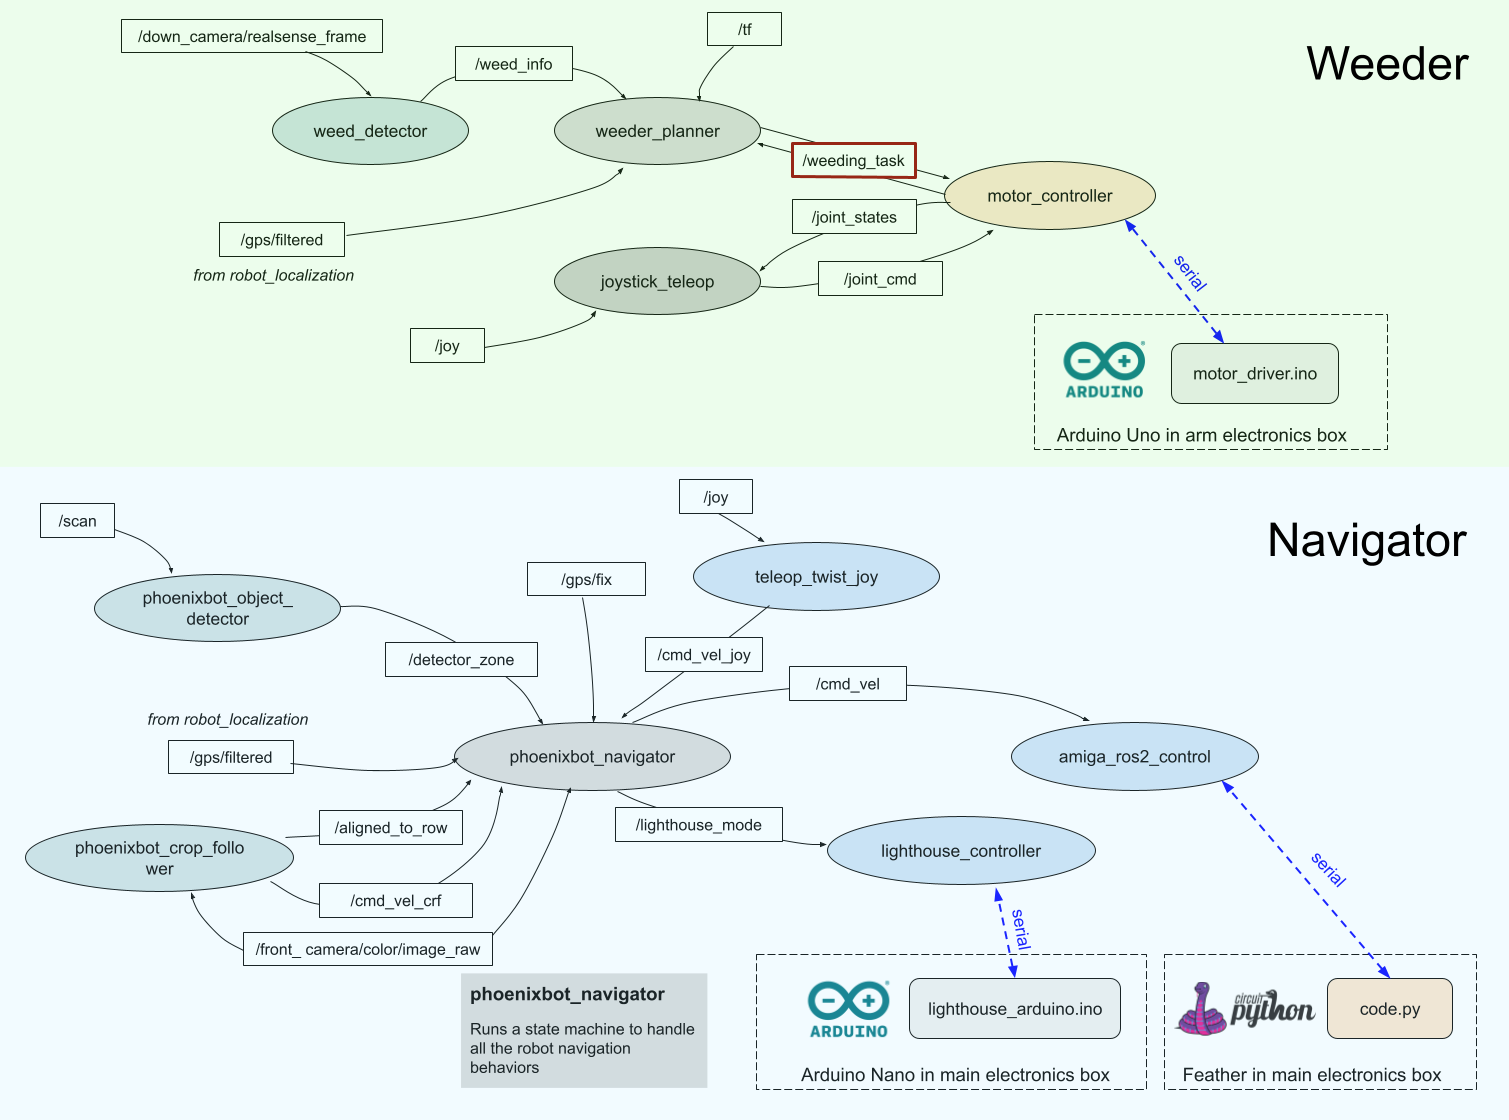 Weeder
/down_camera/realsense_frame
/weed_info
/tf
weed_detector
weeder_planner
/weeding_task
motor_controller
/joint_states
/gps/filtered
from robot_localization
joystick_teleop
/joint_cmd
serial
/joy
ARDUINO
motor_driver.ino
Arduino Uno in arm electronics box
Navigator
/joy
/scan
teleop_twist_joy
/gps/fix
phoenixbot_object_
detector
/detector_zone
/cmd_vel_joy
/cmd_vel
from robot_localization
/gps/filtered
phoenixbot_navigator
amiga_ros2_control
/aligned_to_row
/lighthouse_mode
phoenixbot_crop_follo
wer
lighthouse_controller
serial
/cmd_vel_crf
serial
/front_ camera/color/image_raw
phoenixbot_navigator
Runs a state machine to handle
all the robot navigation
behaviors
ARDUINO
lighthouse_arduino.ino
Arduino Nano in main electronics box
circuit
python
code.py
Feather in main electronics box